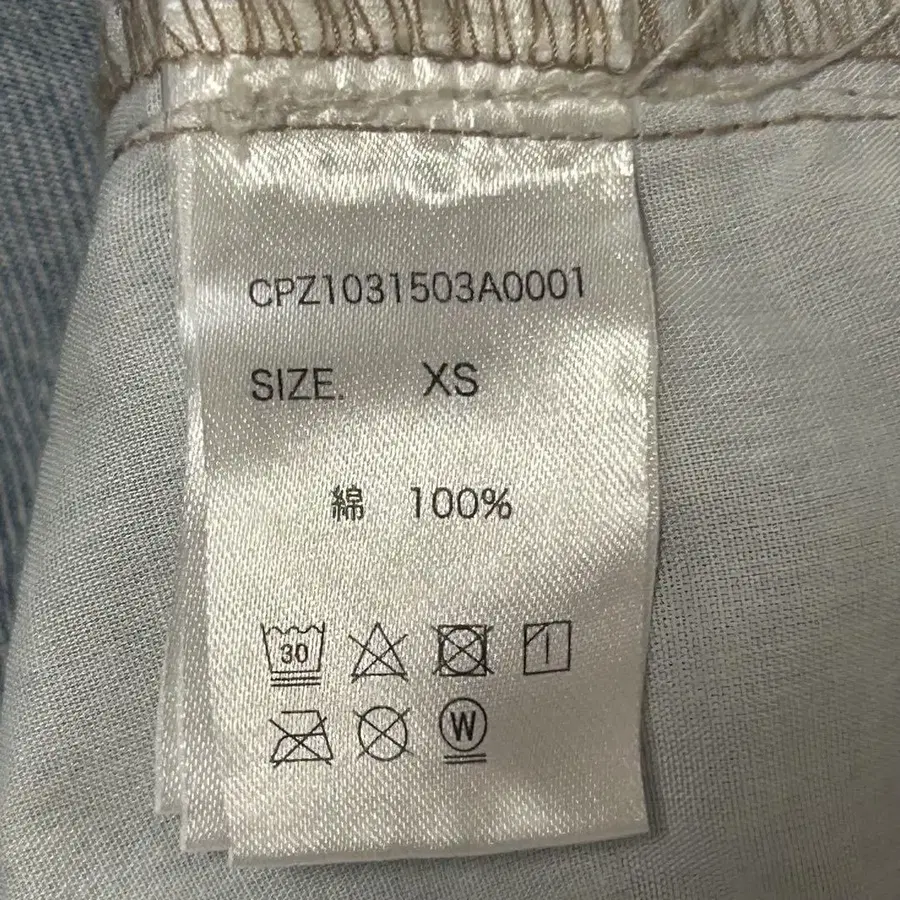 CPZ1031503A0001
SIZE. XS
綿 100%
30
W